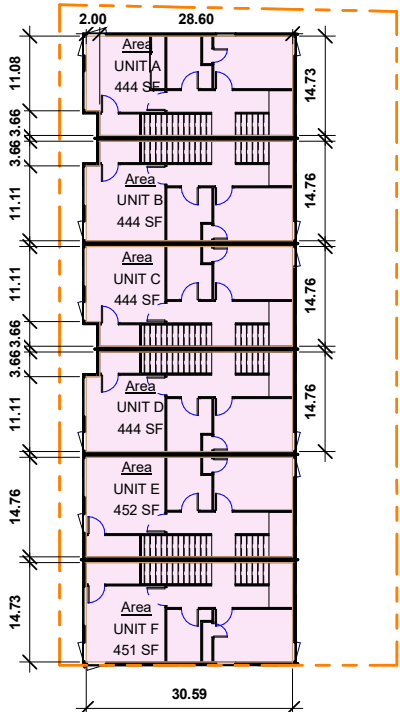 2.00 28.60
Area
UNIT A
444 SF
11.08
3.66
14.73
3.66
Area
UNIT B
444 SF
11.11
14.76
Area
UNIT C
444 SF
11.11
3.66
14.76
3.66
Area
UNIT D
444 SF
11.11
14.76
Area
UNIT E
452 SF
14.76
Area
UNIT F
451 SF
14.73
30.59